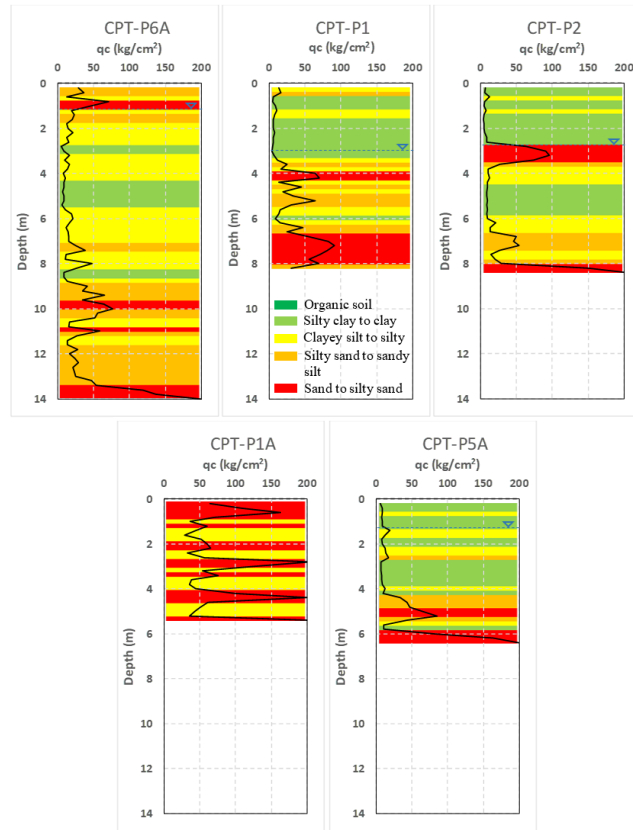 CPT-P6A
qc (kg/cm²)
0 50 100 150 200
Depth (m)
0
2
4
6
8
10
12
14
CPT-P1
qc (kg/cm²)
0 50 100 150 200
Depth (m)
0
2
4
6
8
10
12
14
Organic soil
Silty clay to clay
Clayey silt to silty
Silty sand to sandy
silt
Sand to silty sand
CPT-P2
qc (kg/cm²)
0 50 100 150 200
Depth (m)
0
2
4
6
8
10
12
14
CPT-P1A
qc (kg/cm²)
0 50 100 150 200
Depth (m)
0
2
4
6
8
10
12
14
CPT-P5A
qc (kg/cm²)
0 50 100 150 200
Depth (m)
0
2
4
6
8
10
12
14